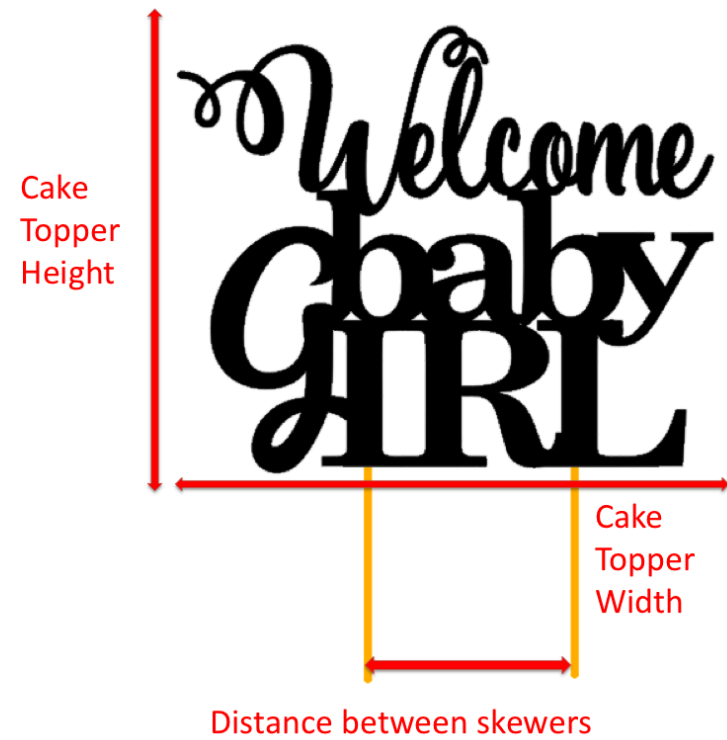 Welcome
baby
GIRL
Cake
Topper
Height
Cake
Topper
Width
Distance between skewers